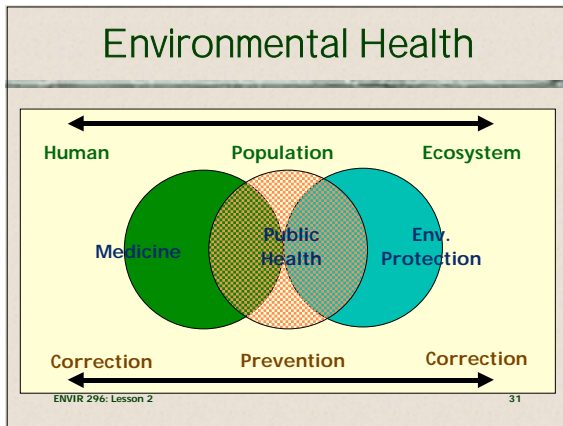 Environmental Health
Human Population Ecosystem
Medicine
Public
Health
Env.
Protection
Correction Prevention Correction
ENVIR 296: Lesson 2 31